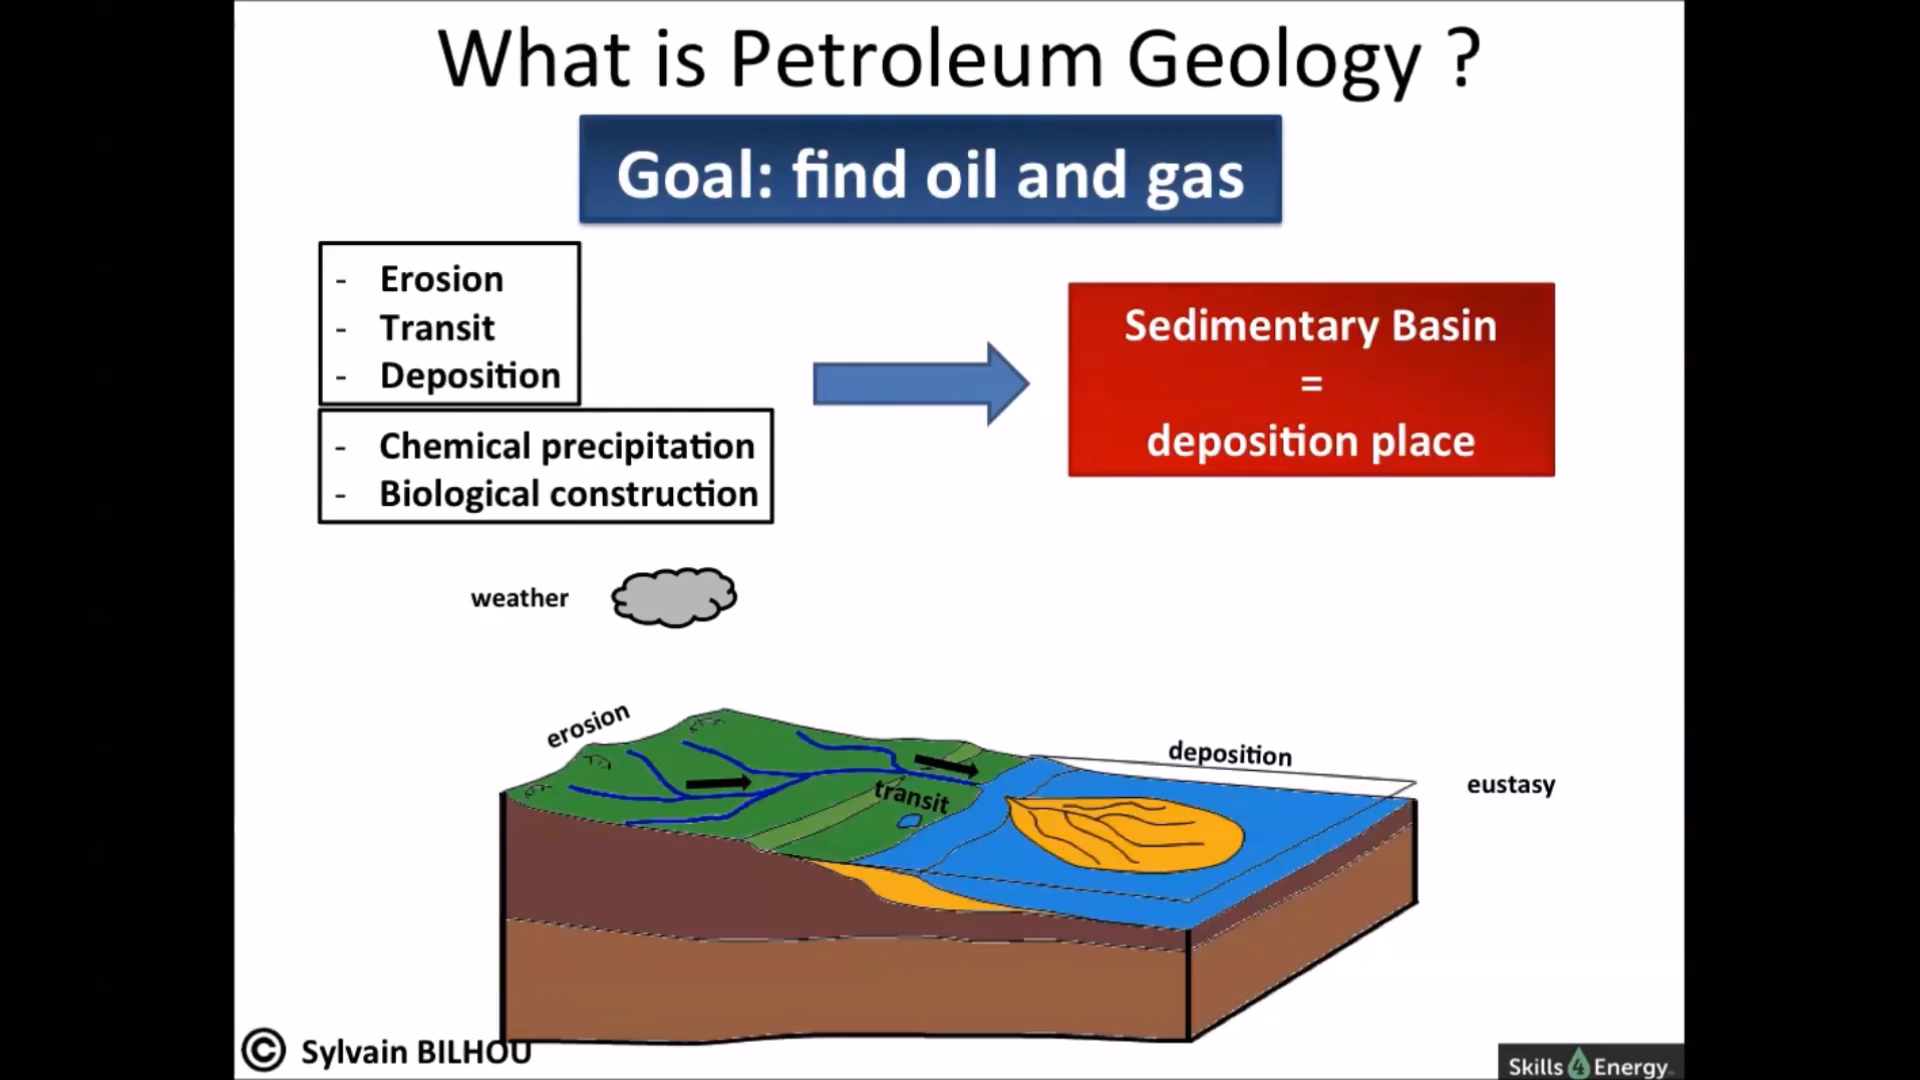 What is Petroleum Geology ?
Goal: find oil and gas
- Erosion
- Transit
- Deposition
- Chemical precipitation
- Biological construction
Sedimentary Basin
=
deposition place
weather
erosion
transit
deposition
eustasy
© Sylvain BILHOU
Skills 4 Energy